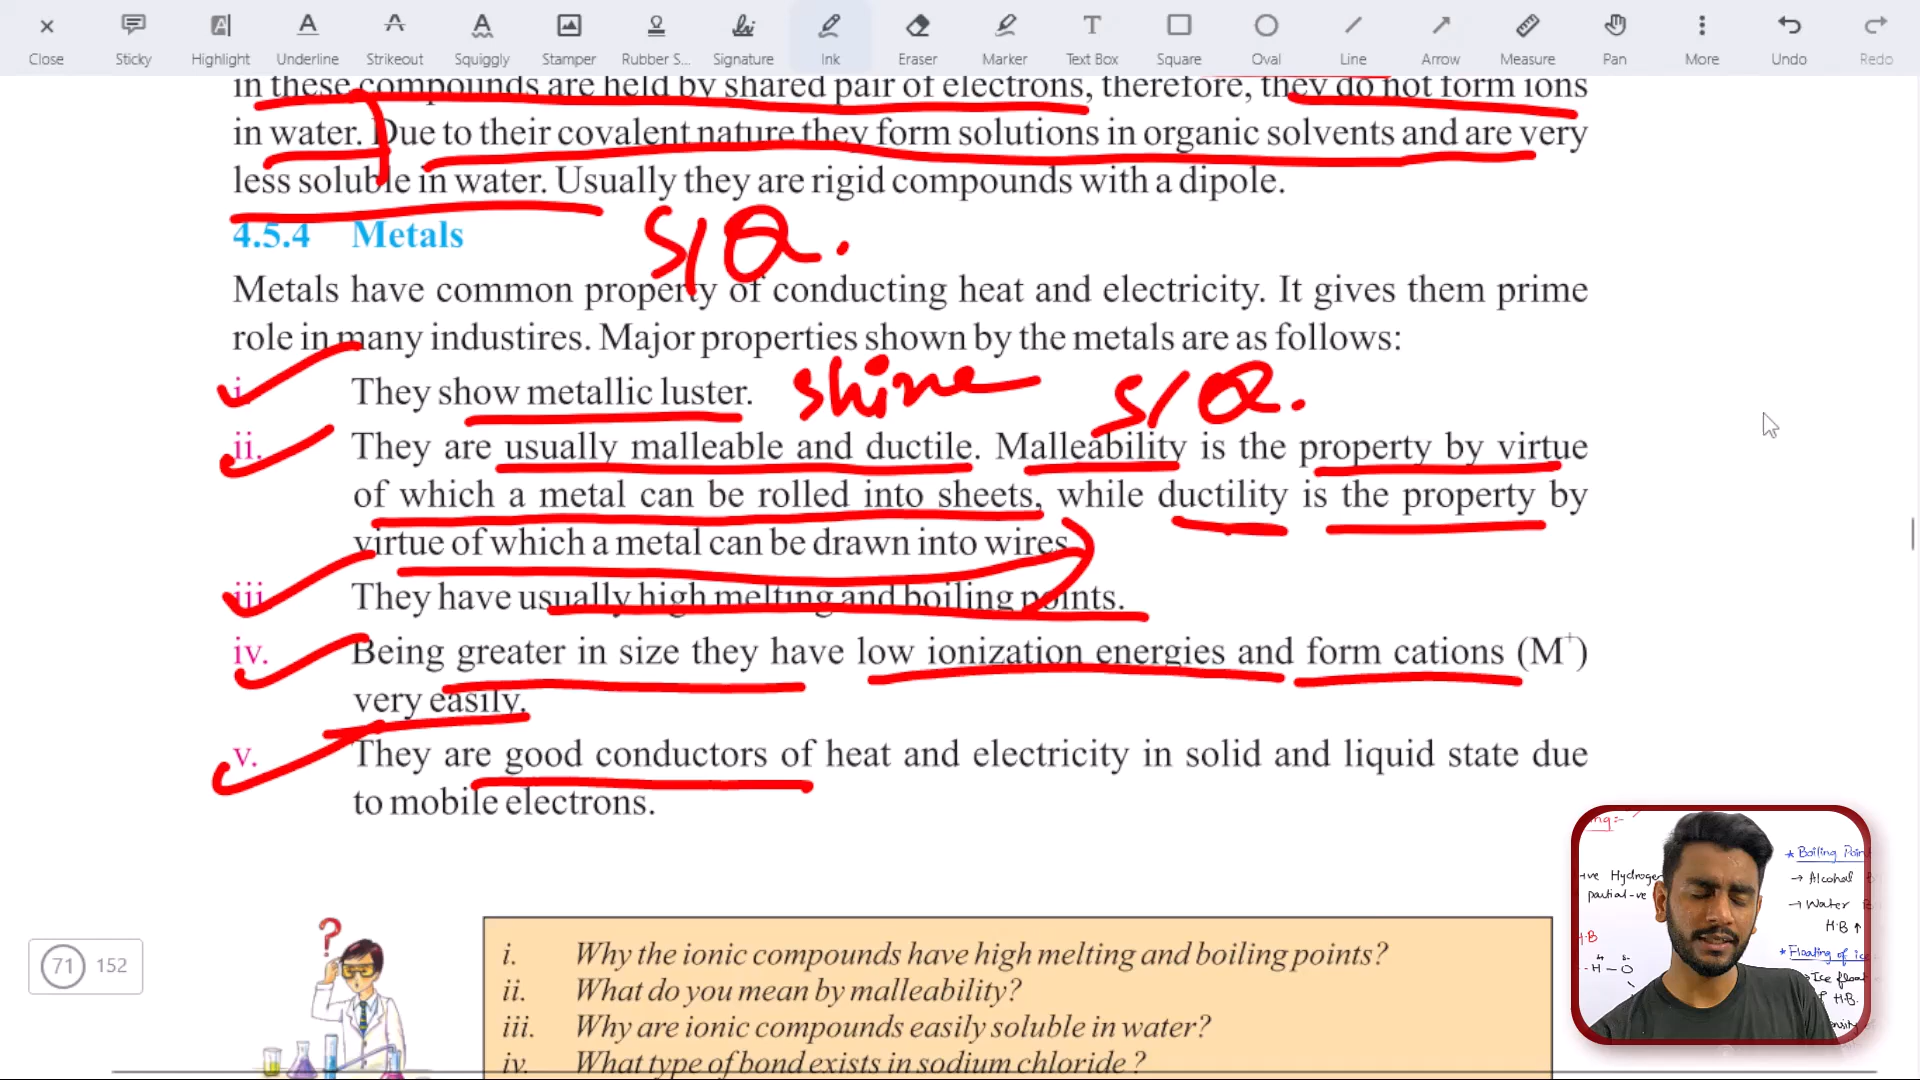 Close Sticky Highlight Underline Strikeout Squiggly Stamper Rubber S... Signature Ink Eraser Marker Text Box Square Oval Line Arrow Measure Pan More Undo Redo
in these compounds are held by shared pair of electrons, therefore, they do not form ions
in water. Due to their covalent nature they form solutions in organic solvents and are very
less soluble in water. Usually they are rigid compounds with a dipole.
4.5.4 Metals
S/Q.
Metals have common property of conducting heat and electricity. It gives them prime
role in many industires. Major properties shown by the metals are as follows:
i. They show metallic luster. shine S/Q.
ii. They are usually malleable and ductile. Malleability is the property by virtue
of which a metal can be rolled into sheets, while ductility is the property by
virtue of which a metal can be drawn into wires
iii. They have usually high melting and boiling points.
iv. Being greater in size they have low ionization energies and form cations (M+)
very easily.
v. They are good conductors of heat and electricity in solid and liquid state due
to mobile electrons.
?
i. Why the ionic compounds have high melting and boiling points?
ii. What do you mean by malleability?
iii. Why are ionic compounds easily soluble in water?
iv. What type of bond exists in sodium chloride ?
71 152
+ve Hydrogen
partial-ve
H.B
H - O
* Boiling Poin
→ Alcohol
→ Water
H.B ↑
* Floating of ice
Ice float
H.B.